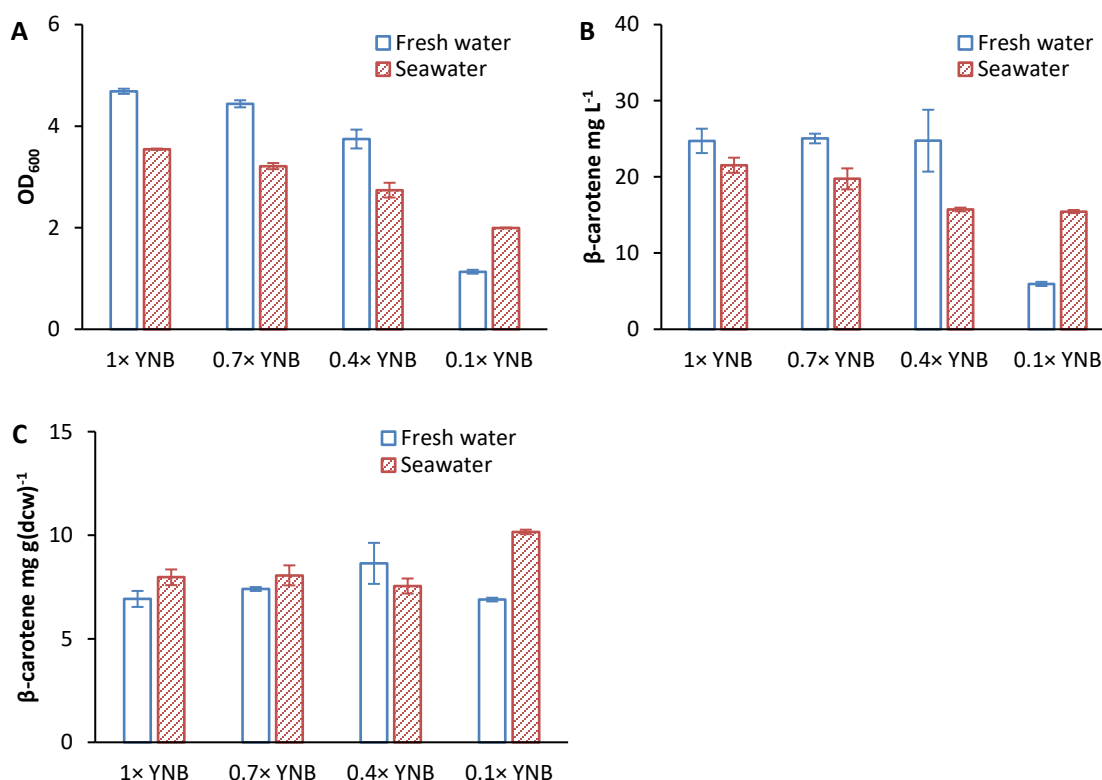 A
OD₆₀₀
6
4
2
0
Fresh water
Seawater
1× YNB 0.7× YNB 0.4× YNB 0.1× YNB
B
β-carotene mg L⁻¹
40
30
20
10
0
Fresh water
Seawater
1× YNB 0.7× YNB 0.4× YNB 0.1× YNB
C
β-carotene mg g(dcw)⁻¹
15
10
5
0
Fresh water
Seawater
1× YNB 0.7× YNB 0.4× YNB 0.1× YNB